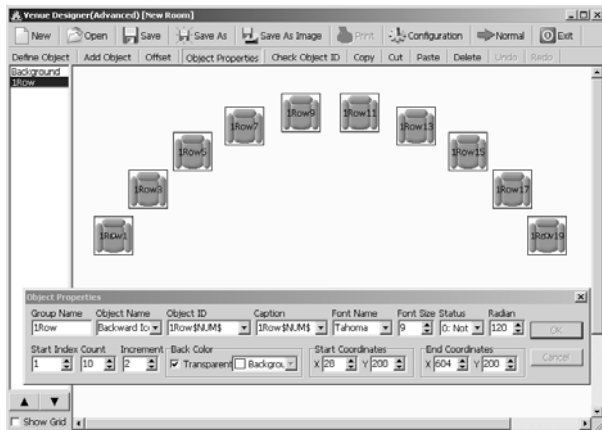 Venue Designer(Advanced) [New Room]
New Open Save Save As Save As Image Print Configuration Normal Exit
Define Object Add Object Offset Object Properties Check Object ID Copy Cut Paste Delete Undo Redo
Background
1Row
1Row9 1Row11
1Row7 1Row13
1Row5 1Row15
1Row3 1Row17
1Row1 1Row19
Object Properties
Group Name Object Name Object ID Caption Font Name Font Size Status Radian
1Row Backward Ico 1Row$NUM$ 1Row$NUM$ Tahoma 9 0: Not 120 OK
Start Index Count Increment Back Color Start Coordinates End Coordinates
1 10 2 Transparent Backgrou X 28 Y 200 X 604 Y 200 Cancel
Show Grid